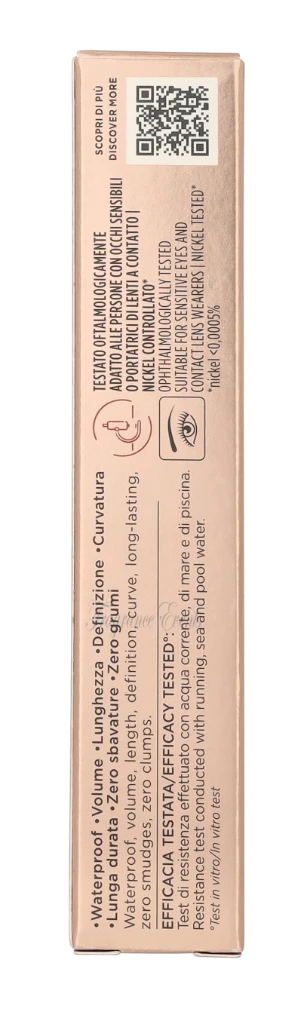 •Waterproof •Volume •Lunghezza •Definizione •Curvatura
•Lunga durata •Zero sbavature •Zero grumi
Waterproof, volume, length, definition, curve, long-lasting,
zero smudges, zero clumps.
EFFICACIA TESTATA/EFFICACY TESTED°:
Test di resistenza effettuato con acqua corrente, di mare e di piscina.
Resistance test conducted with running, sea and pool water.
°Test in vitro/In vitro test
TESTATO OFTALMOLOGICAMENTE
ADATTO ALLE PERSONE CON OCCHI SENSIBILI
O PORTATRICI DI LENTI A CONTATTO |
NICKEL CONTROLLATO*
OPHTHALMOLOGICALLY TESTED
SUITABLE FOR SENSITIVE EYES AND
CONTACT LENS WEARERS | NICKEL TESTED*
*nickel <0,0005%
SCOPRI DI PIÙ
DISCOVER MORE